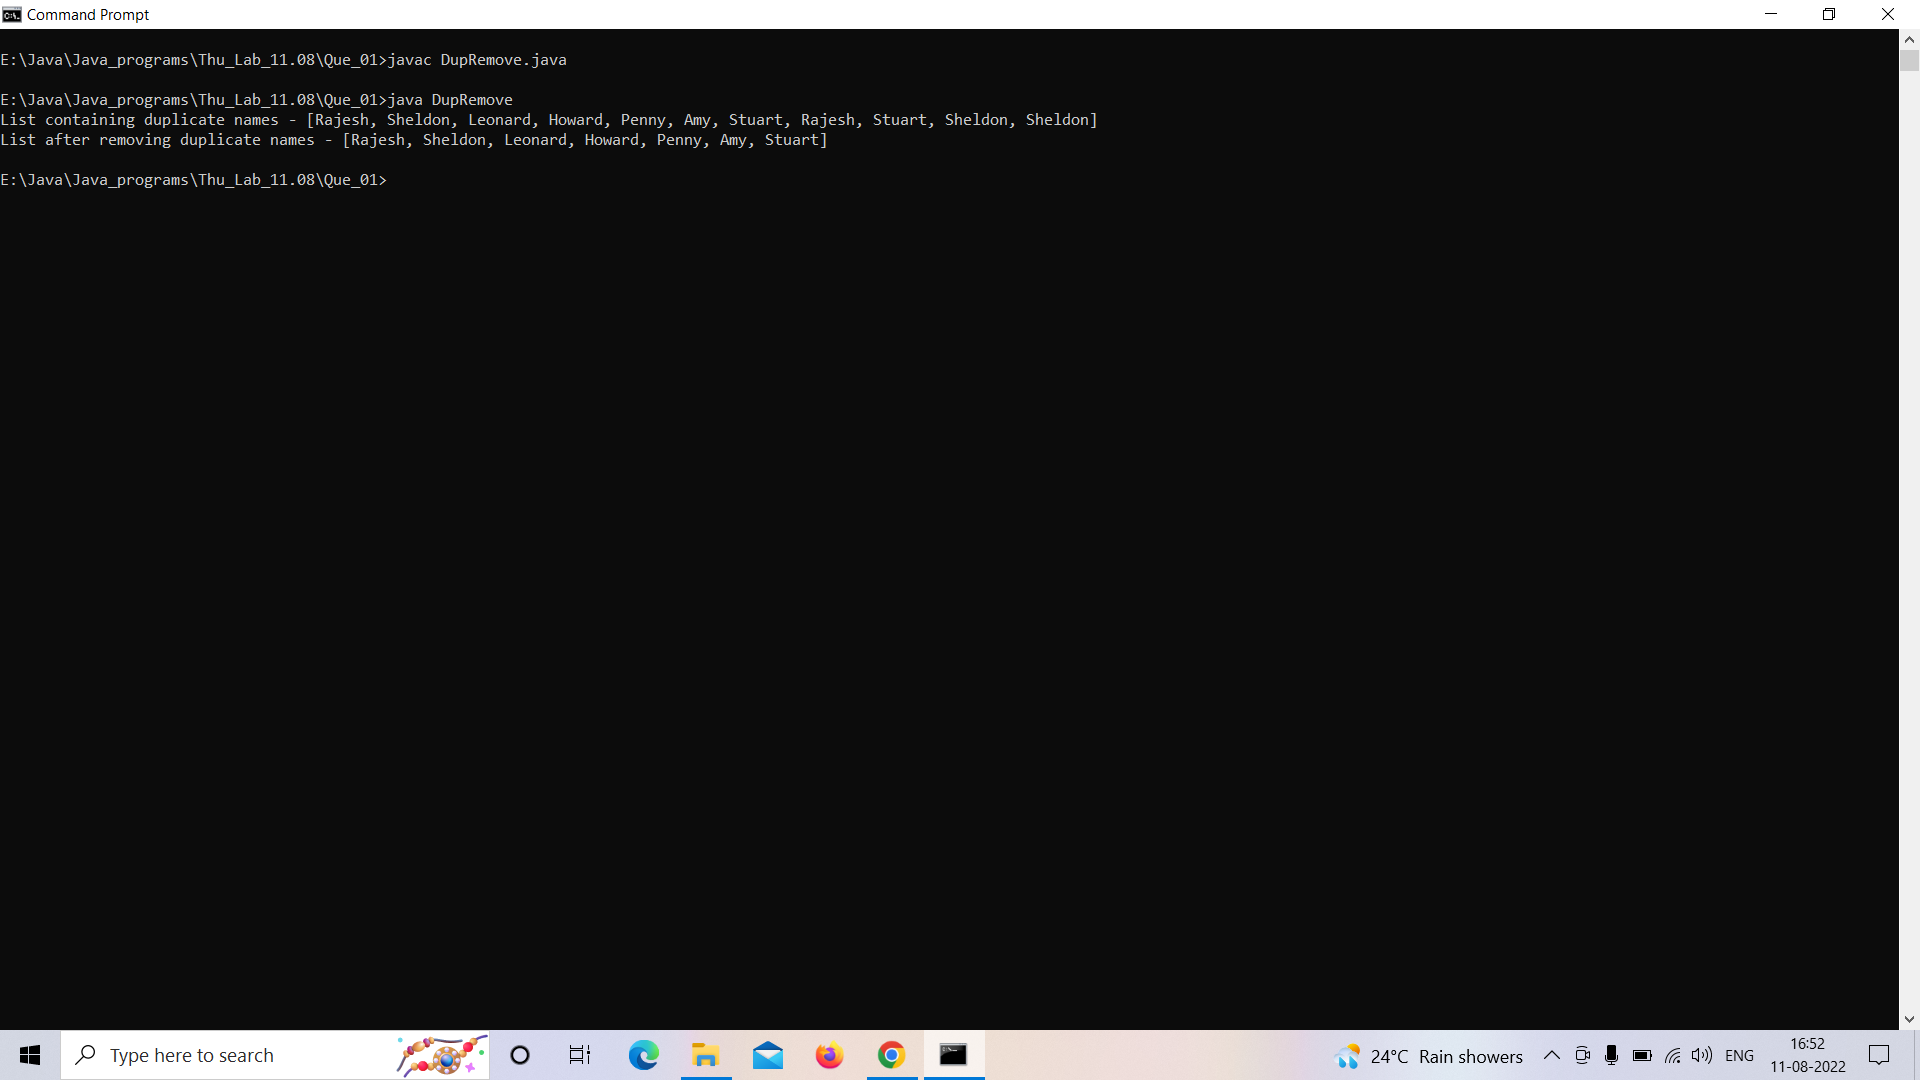 Command Prompt
E:\Java\Java_programs\Thu_Lab_11.08\Que_01>javac DupRemove.java
E:\Java\Java_programs\Thu_Lab_11.08\Que_01>java DupRemove
List containing duplicate names - [Rajesh, Sheldon, Leonard, Howard, Penny, Amy, Stuart, Rajesh, Stuart, Sheldon, Sheldon]
List after removing duplicate names - [Rajesh, Sheldon, Leonard, Howard, Penny, Amy, Stuart]
E:\Java\Java_programs\Thu_Lab_11.08\Que_01>
Type here to search
24°C Rain showers
ENG
16:52
11-08-2022